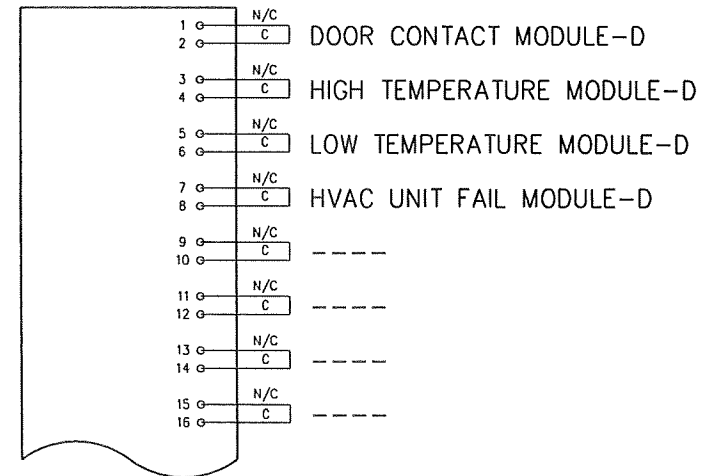 1 N/C
2 C DOOR CONTACT MODULE-D
3 N/C
4 C HIGH TEMPERATURE MODULE-D
5 N/C
6 C LOW TEMPERATURE MODULE-D
7 N/C
8 C HVAC UNIT FAIL MODULE-D
9 N/C
10 C ----
11 N/C
12 C ----
13 N/C
14 C ----
15 N/C
16 C ----